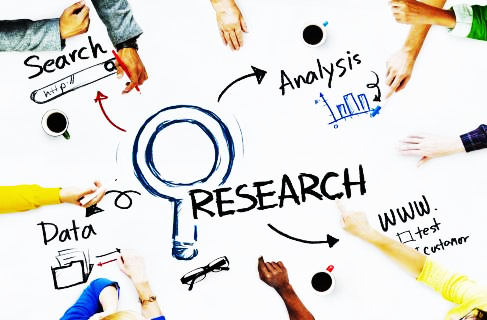 Search
http://
Analysis
RESEARCH
Data
WWW.
test
customer